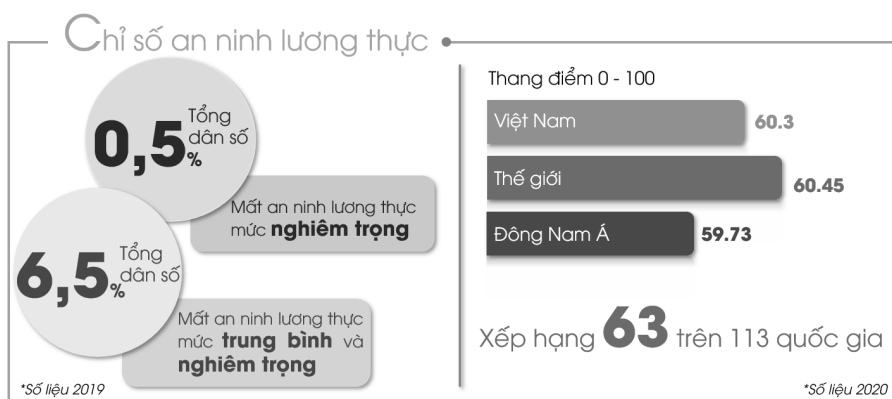 Chỉ số an ninh lương thực
0,5% Tổng
dân số
Mất an ninh lương thực
mức nghiêm trọng
6,5% Tổng
dân số
Mất an ninh lương thực
mức trung bình và
nghiêm trọng
*Số liệu 2019
Thang điểm 0 - 100
Việt Nam 60.3
Thế giới 60.45
Đông Nam Á 59.73
Xếp hạng 63 trên 113 quốc gia
*Số liệu 2020